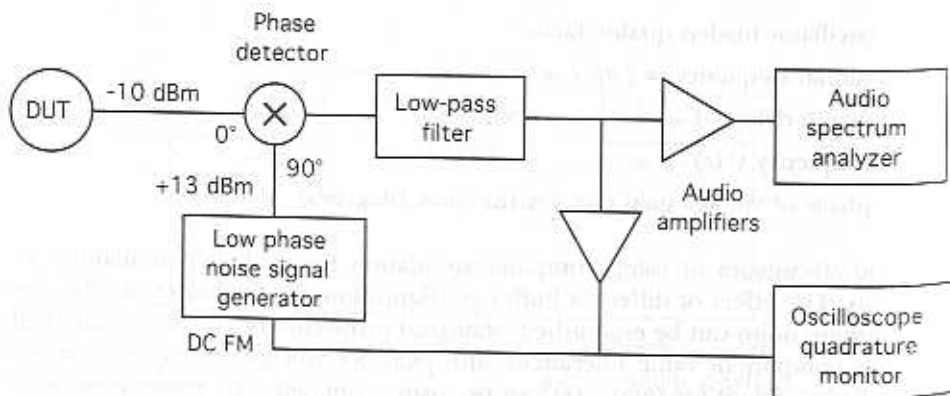 Phase
detector
DUT
-10 dBm
0°
90°
+13 dBm
Low-pass
filter
Audio
spectrum
analyzer
Audio
amplifiers
Low phase
noise signal
generator
DC FM
Oscilloscope
quadrature
monitor